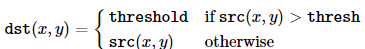 dst(x, y) = { threshold if src(x, y) > thresh
src(x, y) otherwise